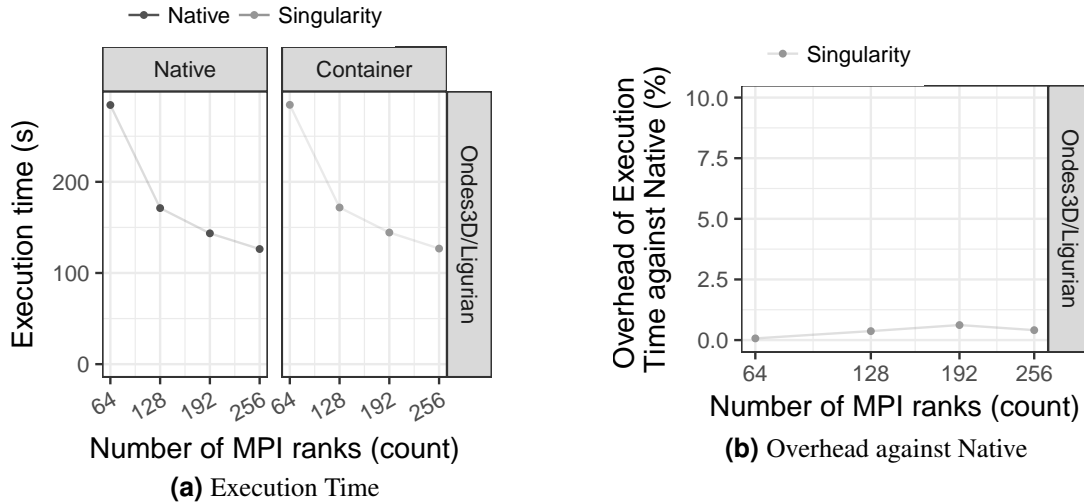 Native Singularity
Native
Container
Execution time (s)
200
100
0
64 128 192 256
64 128 192 256
Ondes3D/Ligurian
Number of MPI ranks (count)
(a) Execution Time
Singularity
Overhead of Execution
Time against Native (%)
10.0
7.5
5.0
2.5
0.0
64 128 192 256
Ondes3D/Ligurian
Number of MPI ranks (count)
(b) Overhead against Native